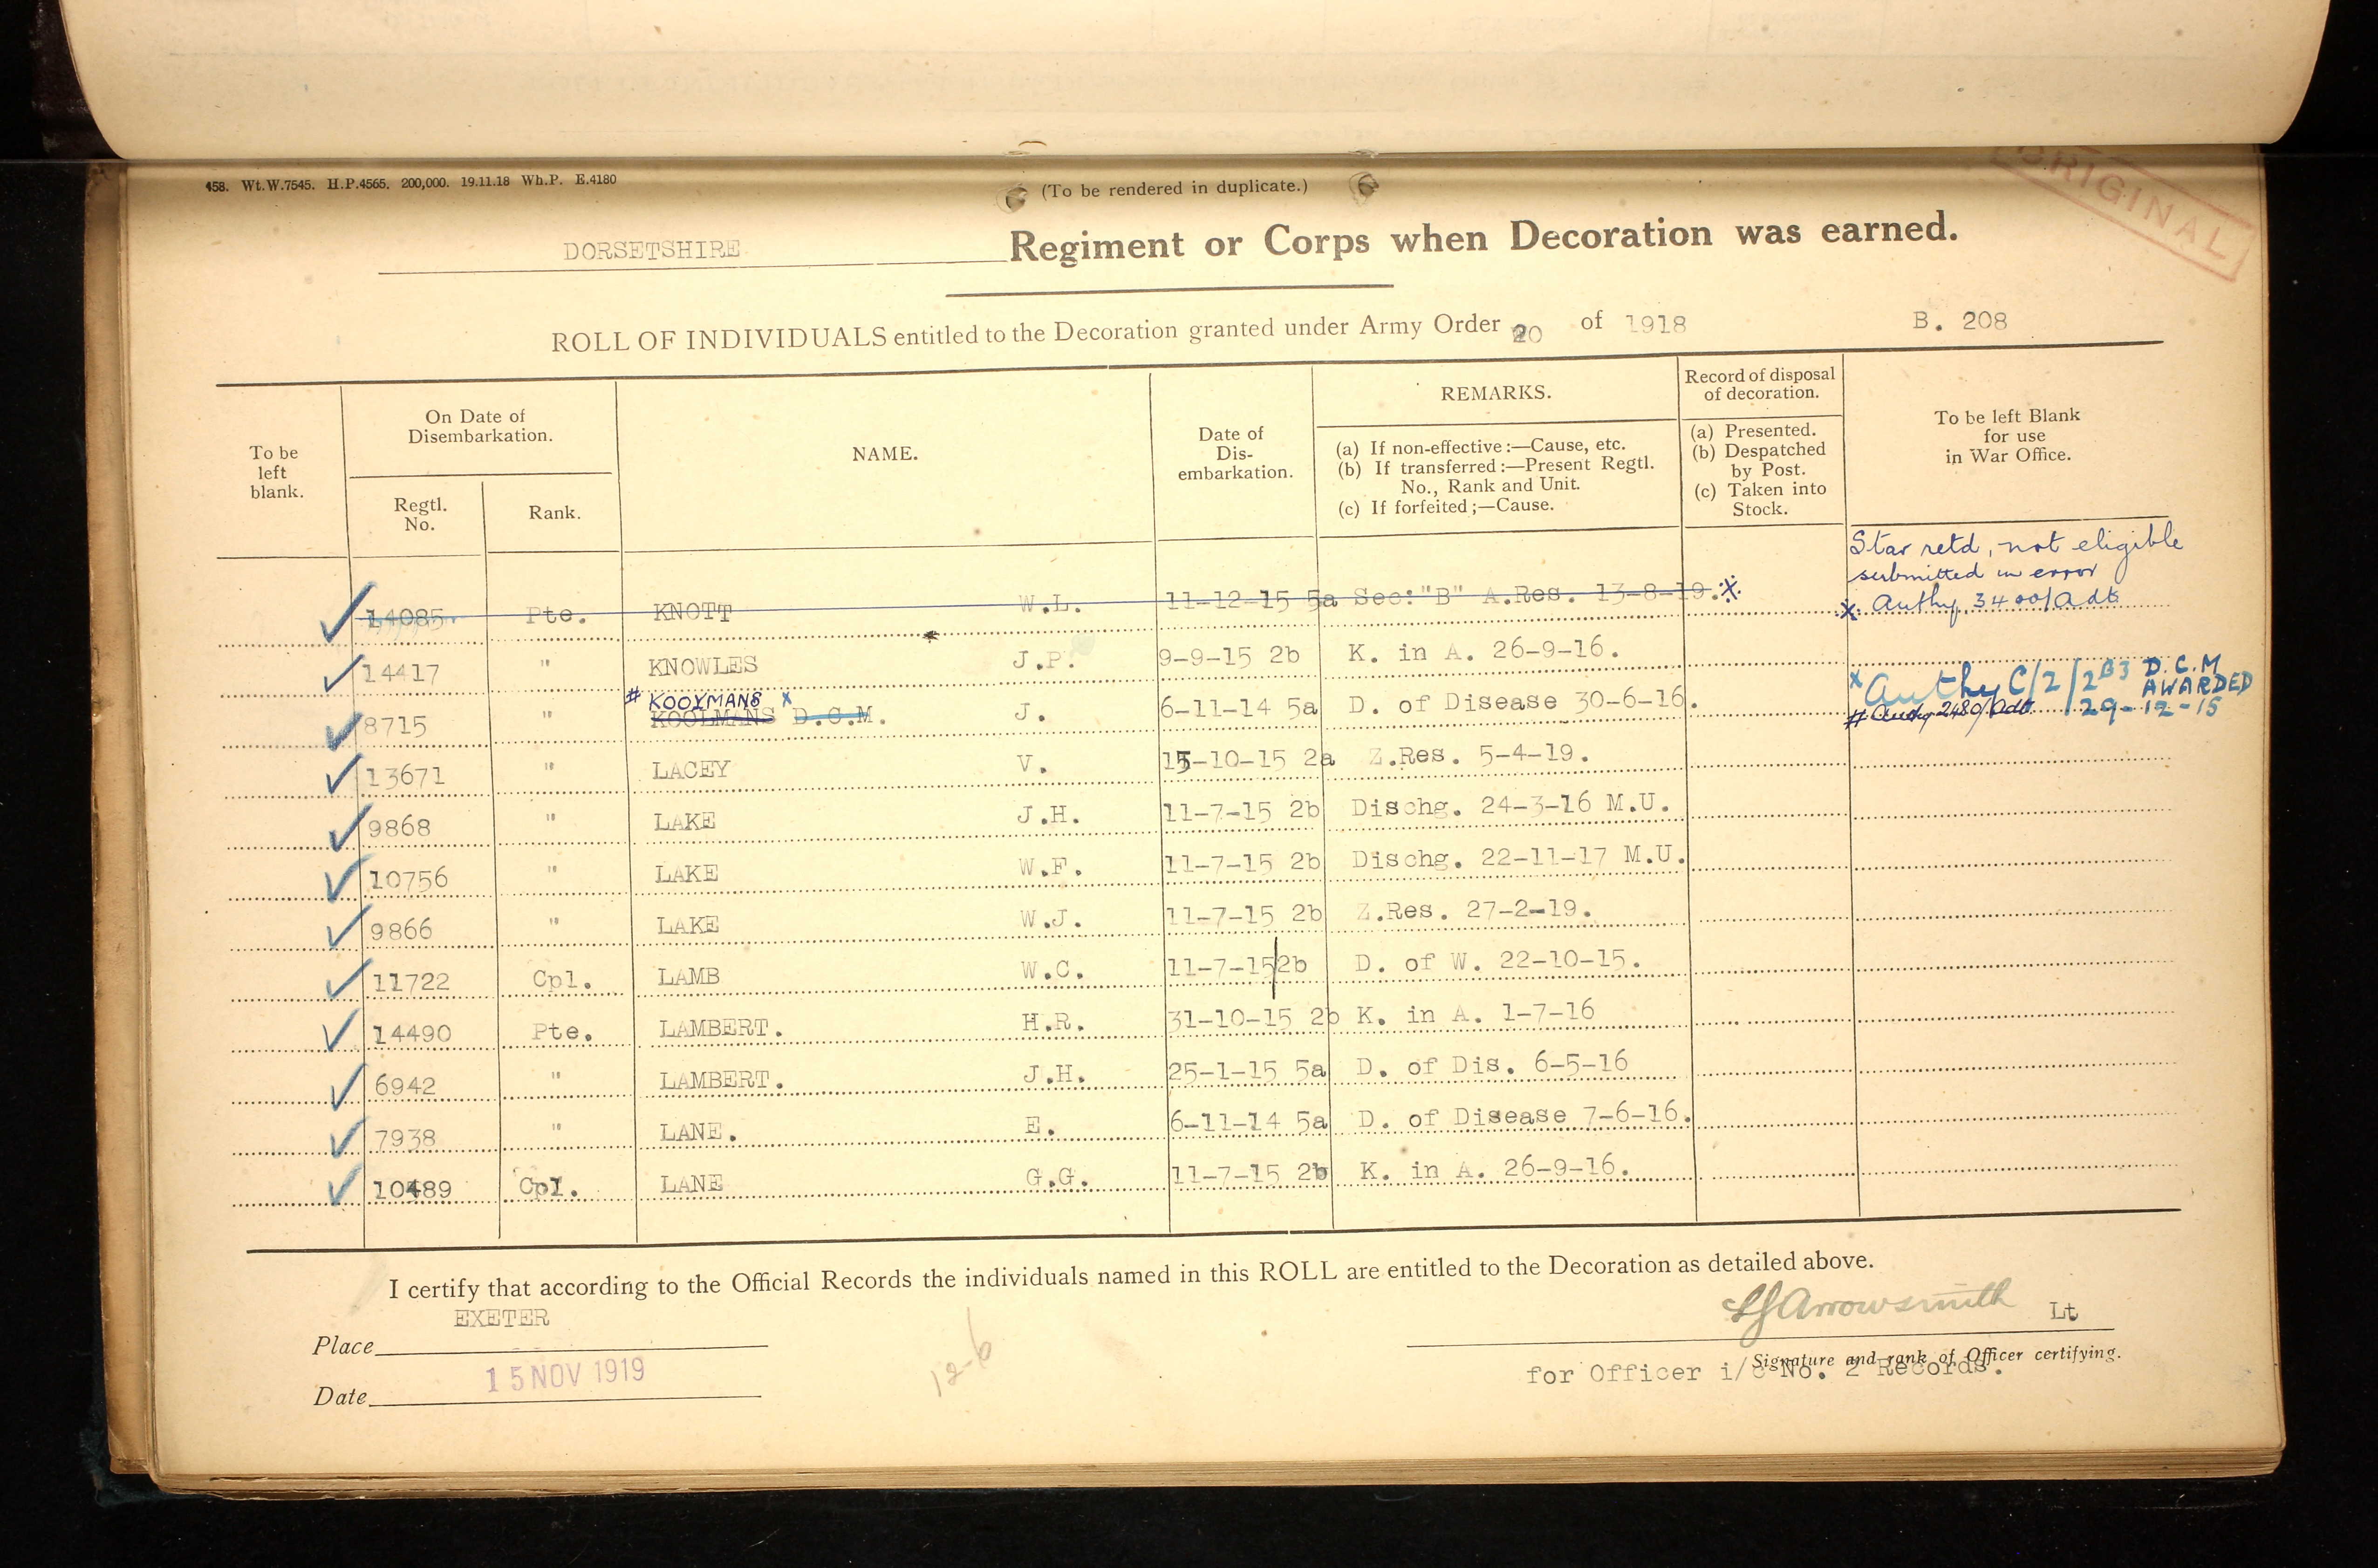 458. Wt.W.7545. H.P.4565. 200,000. 19.11.18 Wh.P. E.4180
(To be rendered in duplicate.)
ORIGINAL
DORSETSHIRE Regiment or Corps when Decoration was earned.
ROLL OF INDIVIDUALS entitled to the Decoration granted under Army Order 20 of 1918 B. 208
To be left blank.
On Date of Disembarkation.
Regtl. No.
Rank.
NAME.
Date of Dis-embarkation.
REMARKS.
(a) If non-effective:—Cause, etc.
(b) If transferred:—Present Regtl. No., Rank and Unit.
(c) If forfeited;—Cause.
Record of disposal of decoration.
(a) Presented.
(b) Despatched by Post.
(c) Taken into Stock.
To be left Blank for use in War Office.
Star retd, not eligible
submitted in error
14085 Pte. KNOTT W.L. 11-12-15 5a Sec:"B" A.Res. 13-8-19. x x Authy. 3400/Adt
14417 " KNOWLES J.P. 9-9-15 2b K. in A. 26-9-16.
# KOOYMANS x
x Authy C/2/2B3 D.C.M AWARDED
8715 " KOOLMANS D.C.M. J. 6-11-14 5a D. of Disease 30-6-16. # Authy 2480/Adt 29-12-15
13671 " LACEY V. 15-10-15 2a Z.Res. 5-4-19.
9868 " LAKE J.H. 11-7-15 2b Dischg. 24-3-16 M.U.
10756 " LAKE W.F. 11-7-15 2b Dischg. 22-11-17 M.U.
9866 " LAKE W.J. 11-7-15 2b Z.Res. 27-2-19.
11722 Cpl. LAMB W.C. 11-7-15 2b D. of W. 22-10-15.
14490 Pte. LAMBERT. H.R. 31-10-15 2b K. in A. 1-7-16
6942 " LAMBERT. J.H. 25-1-15 5a D. of Dis. 6-5-16
7938 " LANE. E. 6-11-14 5a D. of Disease 7-6-16.
10489 Cpl. LANE G.G. 11-7-15 2b K. in A. 26-9-16.
I certify that according to the Official Records the individuals named in this ROLL are entitled to the Decoration as detailed above.
Place EXETER
Arrowsmith Lt
Signature and rank of Officer certifying.
for Officer i/c No. 2 Records.
Date 15 NOV 1919
12-6